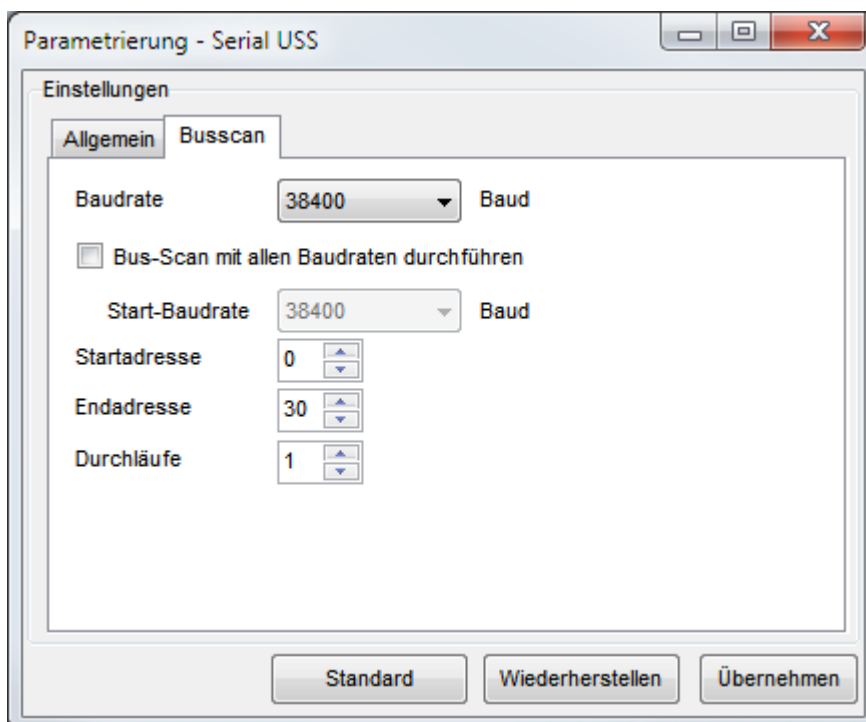 Parametrierung - Serial USS
Einstellungen
Allgemein Busscan
Baudrate 38400 Baud
Bus-Scan mit allen Baudraten durchführen
Start-Baudrate 38400 Baud
Startadresse 0
Endadresse 30
Durchläufe 1
Standard Wiederherstellen Übernehmen